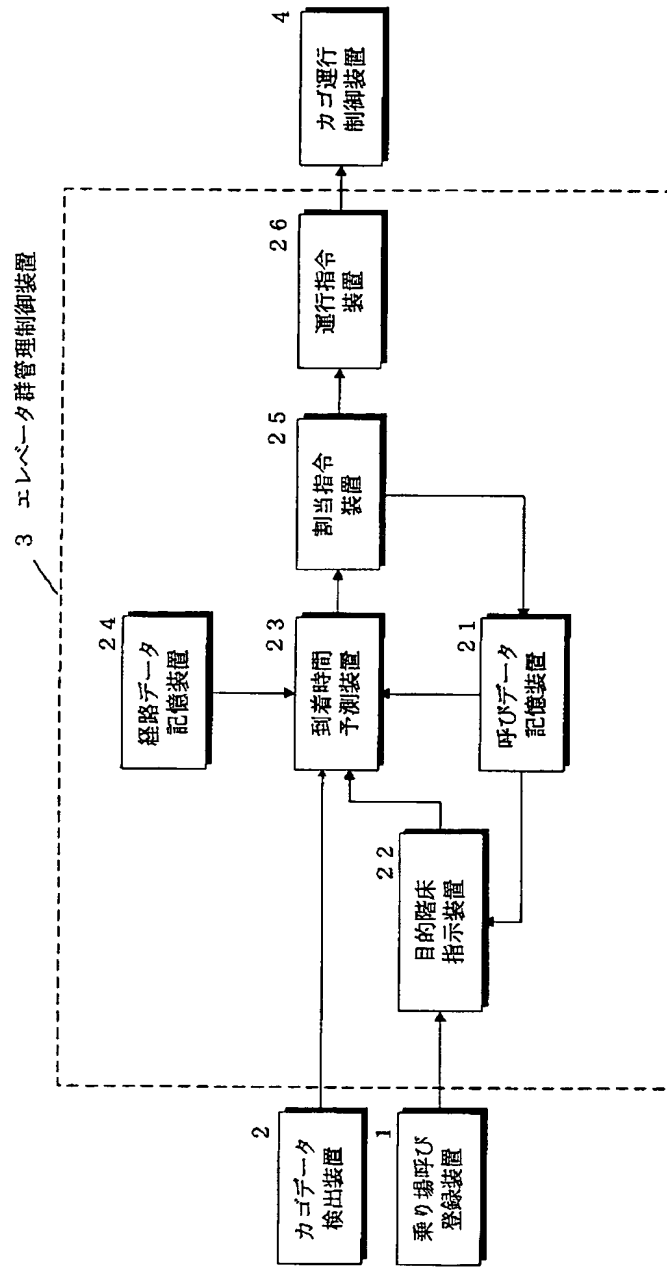 3 エレベータ群管理制御装置
24
経路データ
記憶装置
2
カゴデータ
検出装置
23
到着時間
予測装置
25
割当指令
装置
26
運行指令
装置
4
カゴ運行
制御装置
1
乗り場呼び
登録装置
22
目的階床
指示装置
21
呼びデータ
記憶装置